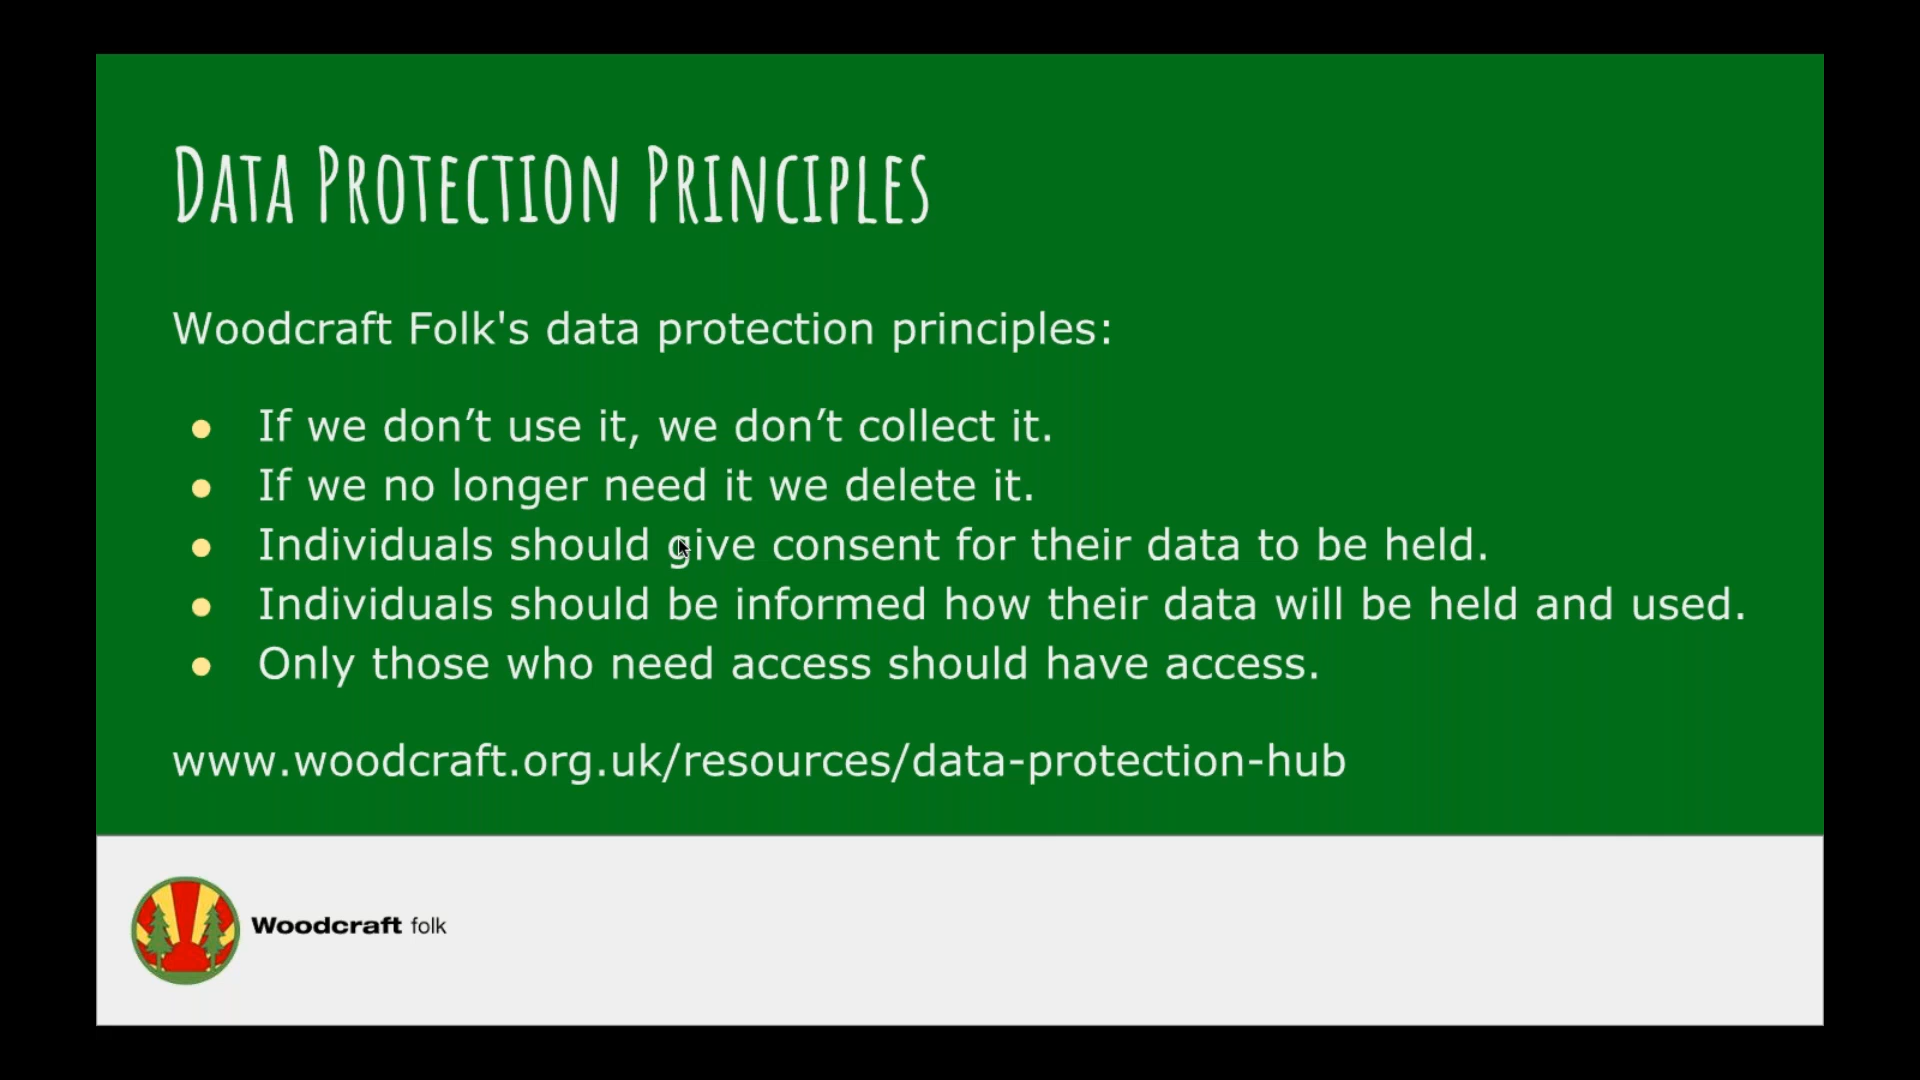 Data Protection Principles
Woodcraft Folk's data protection principles:
● If we don’t use it, we don’t collect it.
● If we no longer need it we delete it.
● Individuals should give consent for their data to be held.
● Individuals should be informed how their data will be held and used.
● Only those who need access should have access.
www.woodcraft.org.uk/resources/data-protection-hub
Woodcraft folk